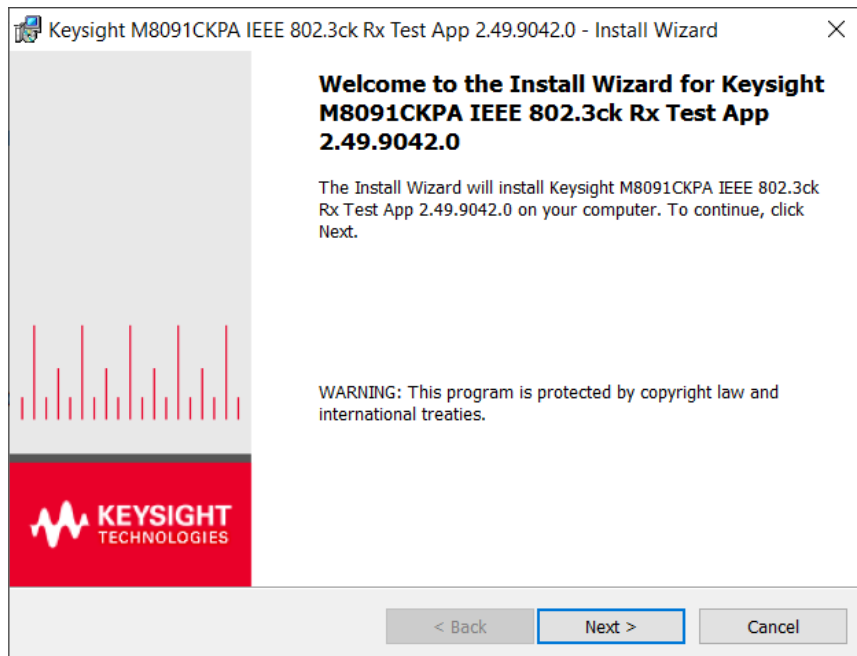 Keysight M8091CKPA IEEE 802.3ck Rx Test App 2.49.9042.0 - Install Wizard
Welcome to the Install Wizard for Keysight
M8091CKPA IEEE 802.3ck Rx Test App
2.49.9042.0
The Install Wizard will install Keysight M8091CKPA IEEE 802.3ck
Rx Test App 2.49.9042.0 on your computer. To continue, click
Next.
WARNING: This program is protected by copyright law and
international treaties.
KEYSIGHT
TECHNOLOGIES
< Back
Next >
Cancel